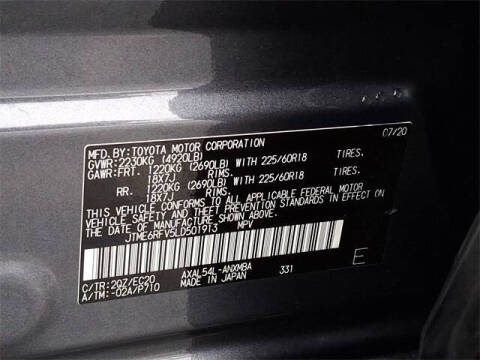 MFD.BY:TOYOTA MOTOR CORPORATION 07/20
GVWR:2230KG (4920LB)
GAWR:FRT. 1220KG (2690LB) WITH 225/60R18 TIRES.
18X7J RIMS.
RR. 1220KG (2690LB) WITH 225/60R18 TIRES.
18X7J RIMS.
THIS VEHICLE CONFORMS TO ALL APPLICABLE FEDERAL MOTOR
VEHICLE SAFETY AND THEFT PREVENTION STANDARDS IN EFFECT ON
THE DATE OF MANUFACTURE SHOWN ABOVE.
JTME6RFV5LD501913 MPV
E
C/TR:2QZ/EC20 AXAL54L-ANXMBA 331
A/TM:-02A/P710 MADE IN JAPAN